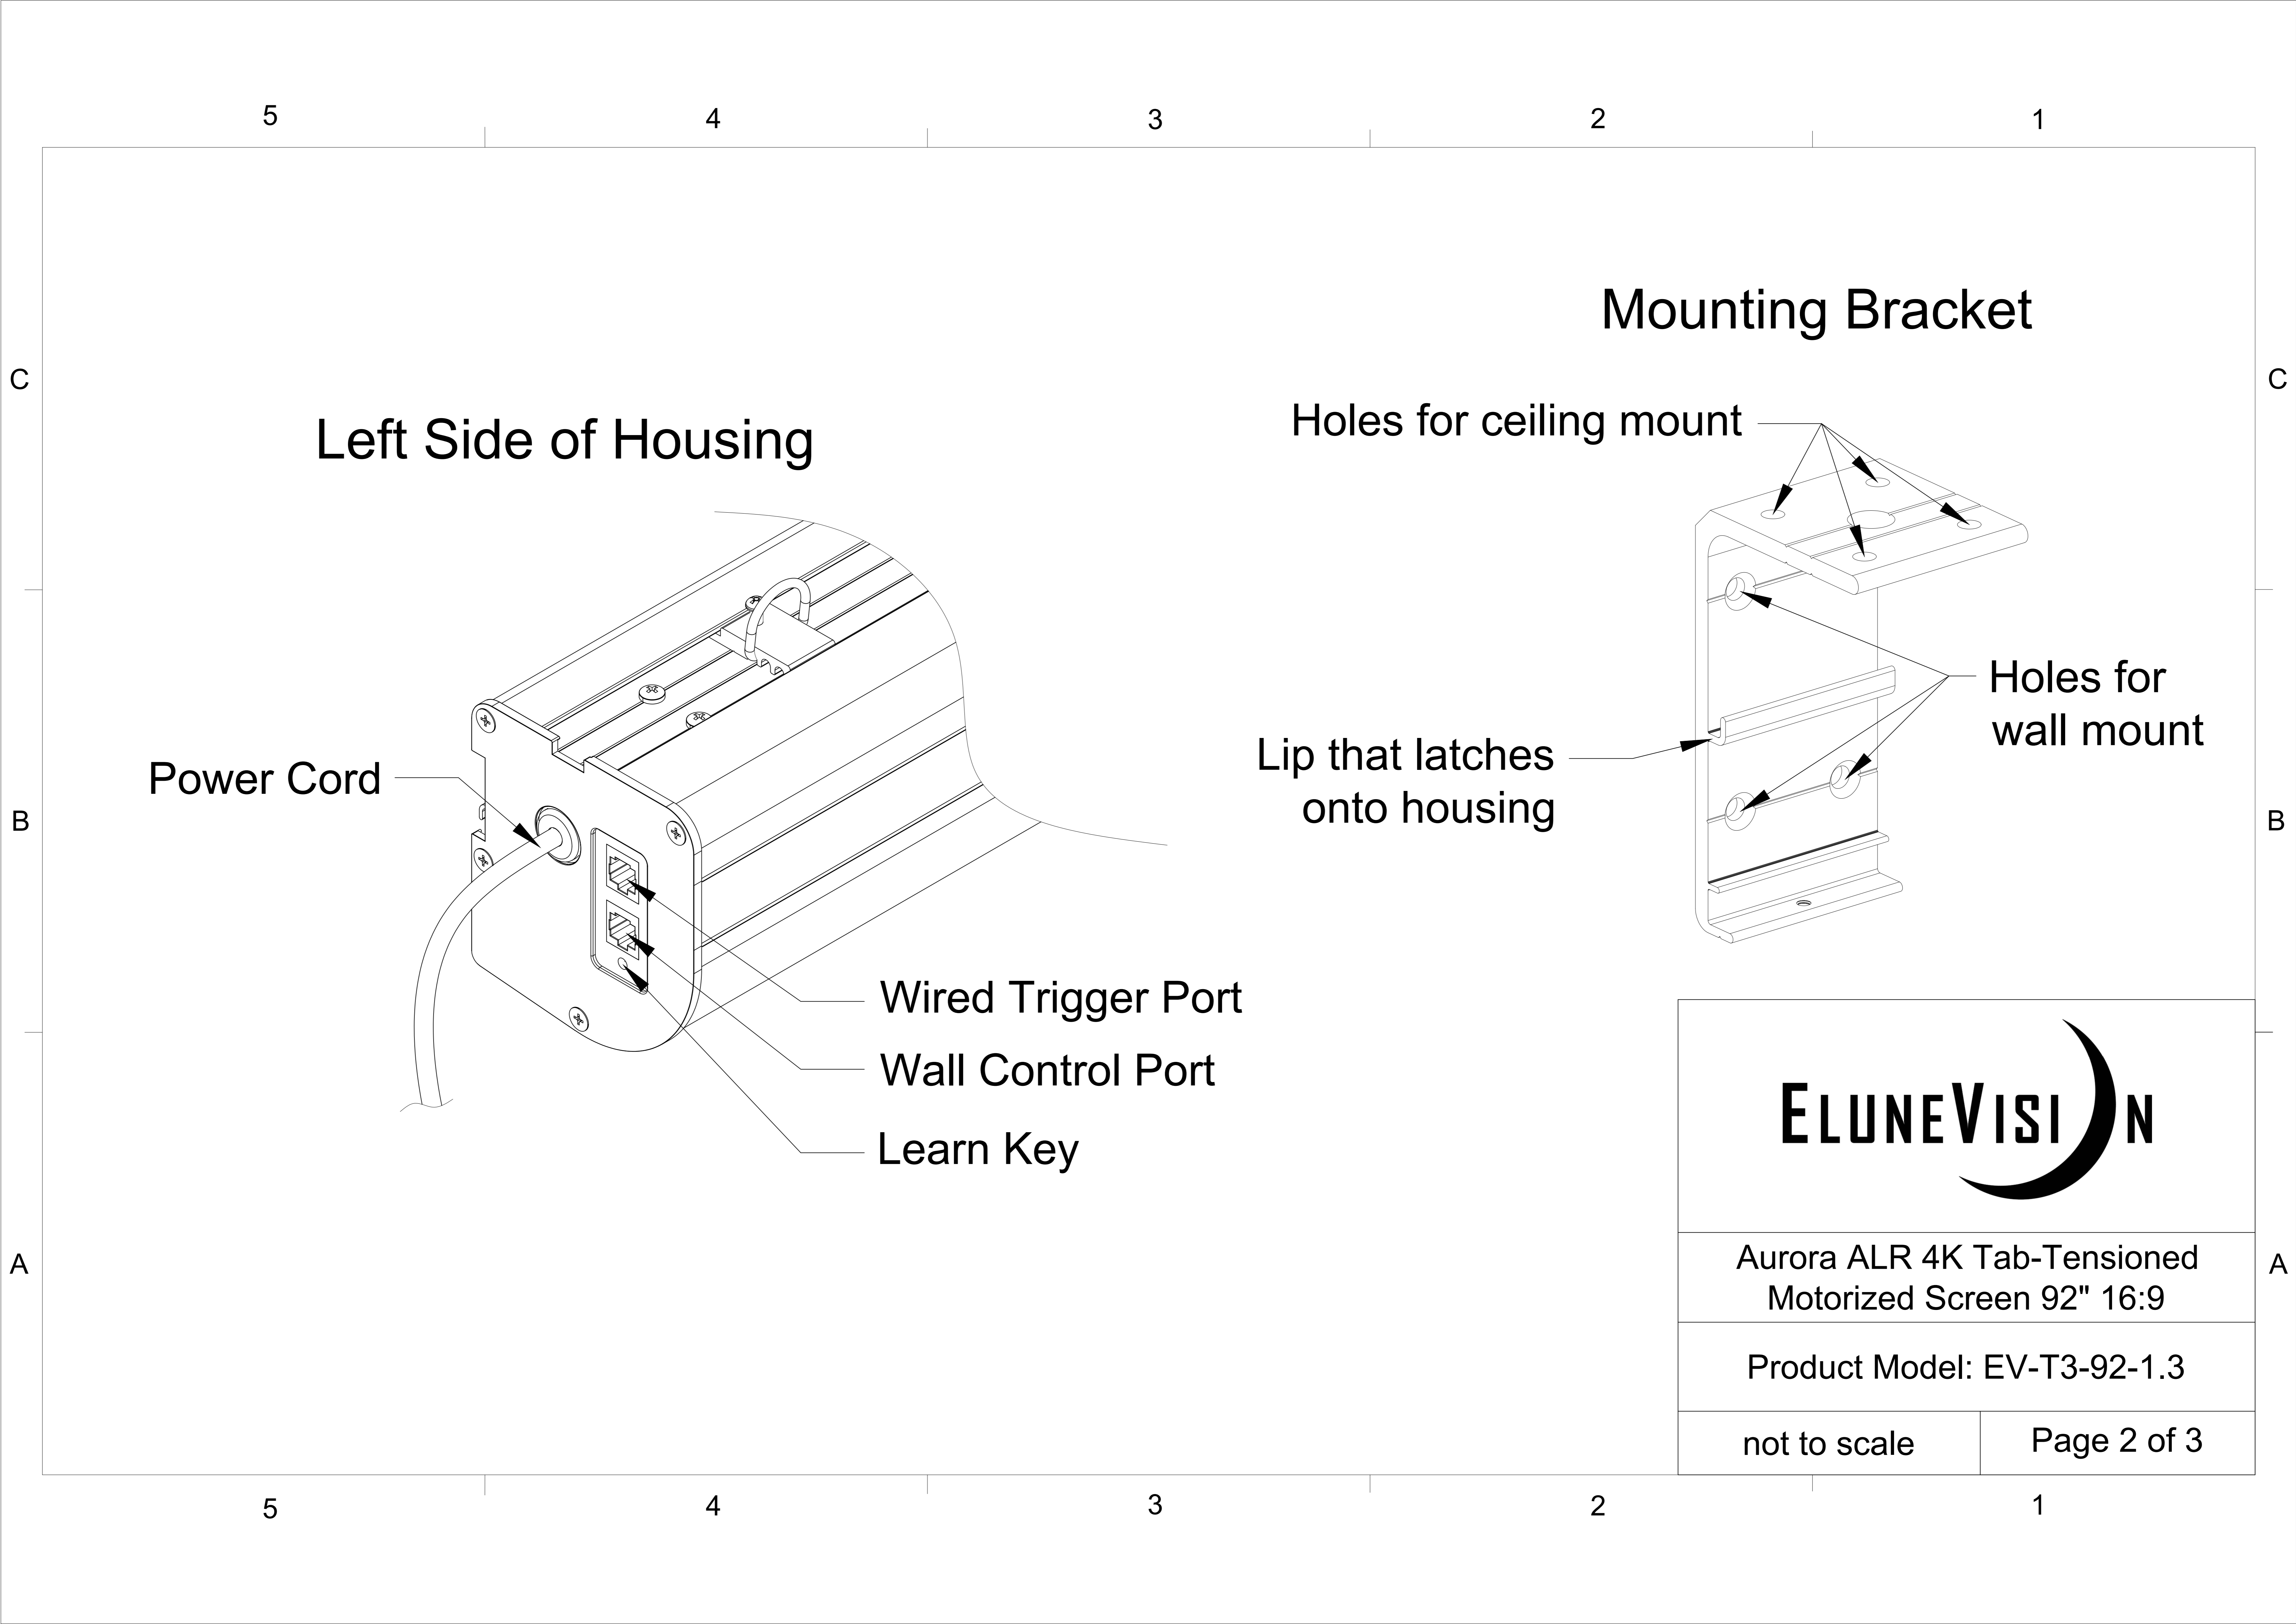 5 4 3 2 1
Mounting Bracket
C C
Holes for ceiling mount
Left Side of Housing
Holes for
wall mount
Lip that latches
onto housing
Power Cord
B B
Wired Trigger Port
Wall Control Port
Learn Key
ELUNEVISION
A A
Aurora ALR 4K Tab-Tensioned
Motorized Screen 92" 16:9
Product Model: EV-T3-92-1.3
not to scale
Page 2 of 3
5 4 3 2 1